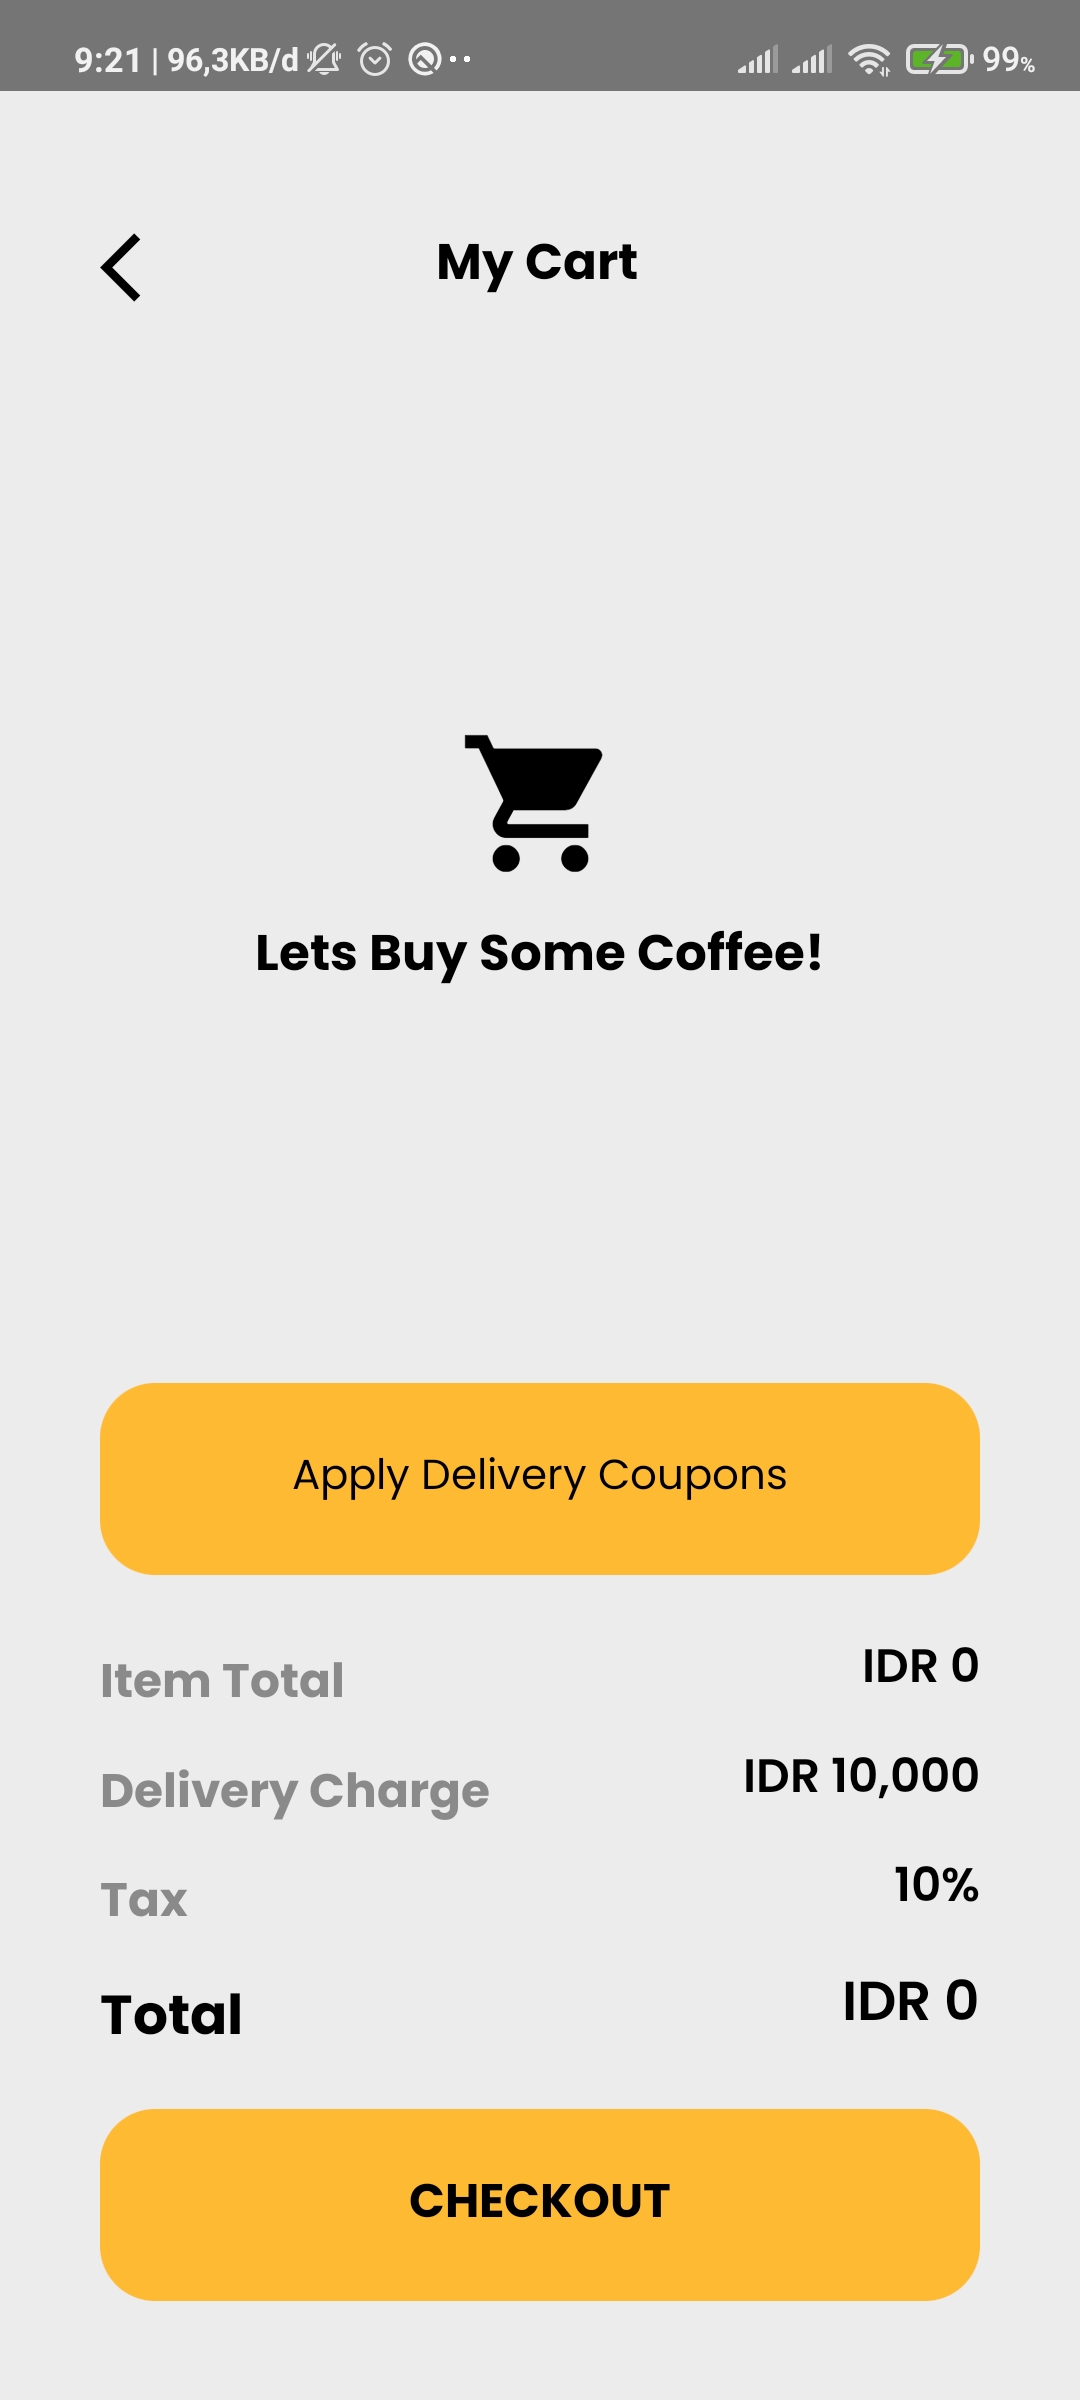 9:21 | 96,3KB/d 99%
My Cart
Lets Buy Some Coffee!
Apply Delivery Coupons
Item Total IDR 0
Delivery Charge IDR 10,000
Tax 10%
Total IDR 0
CHECKOUT